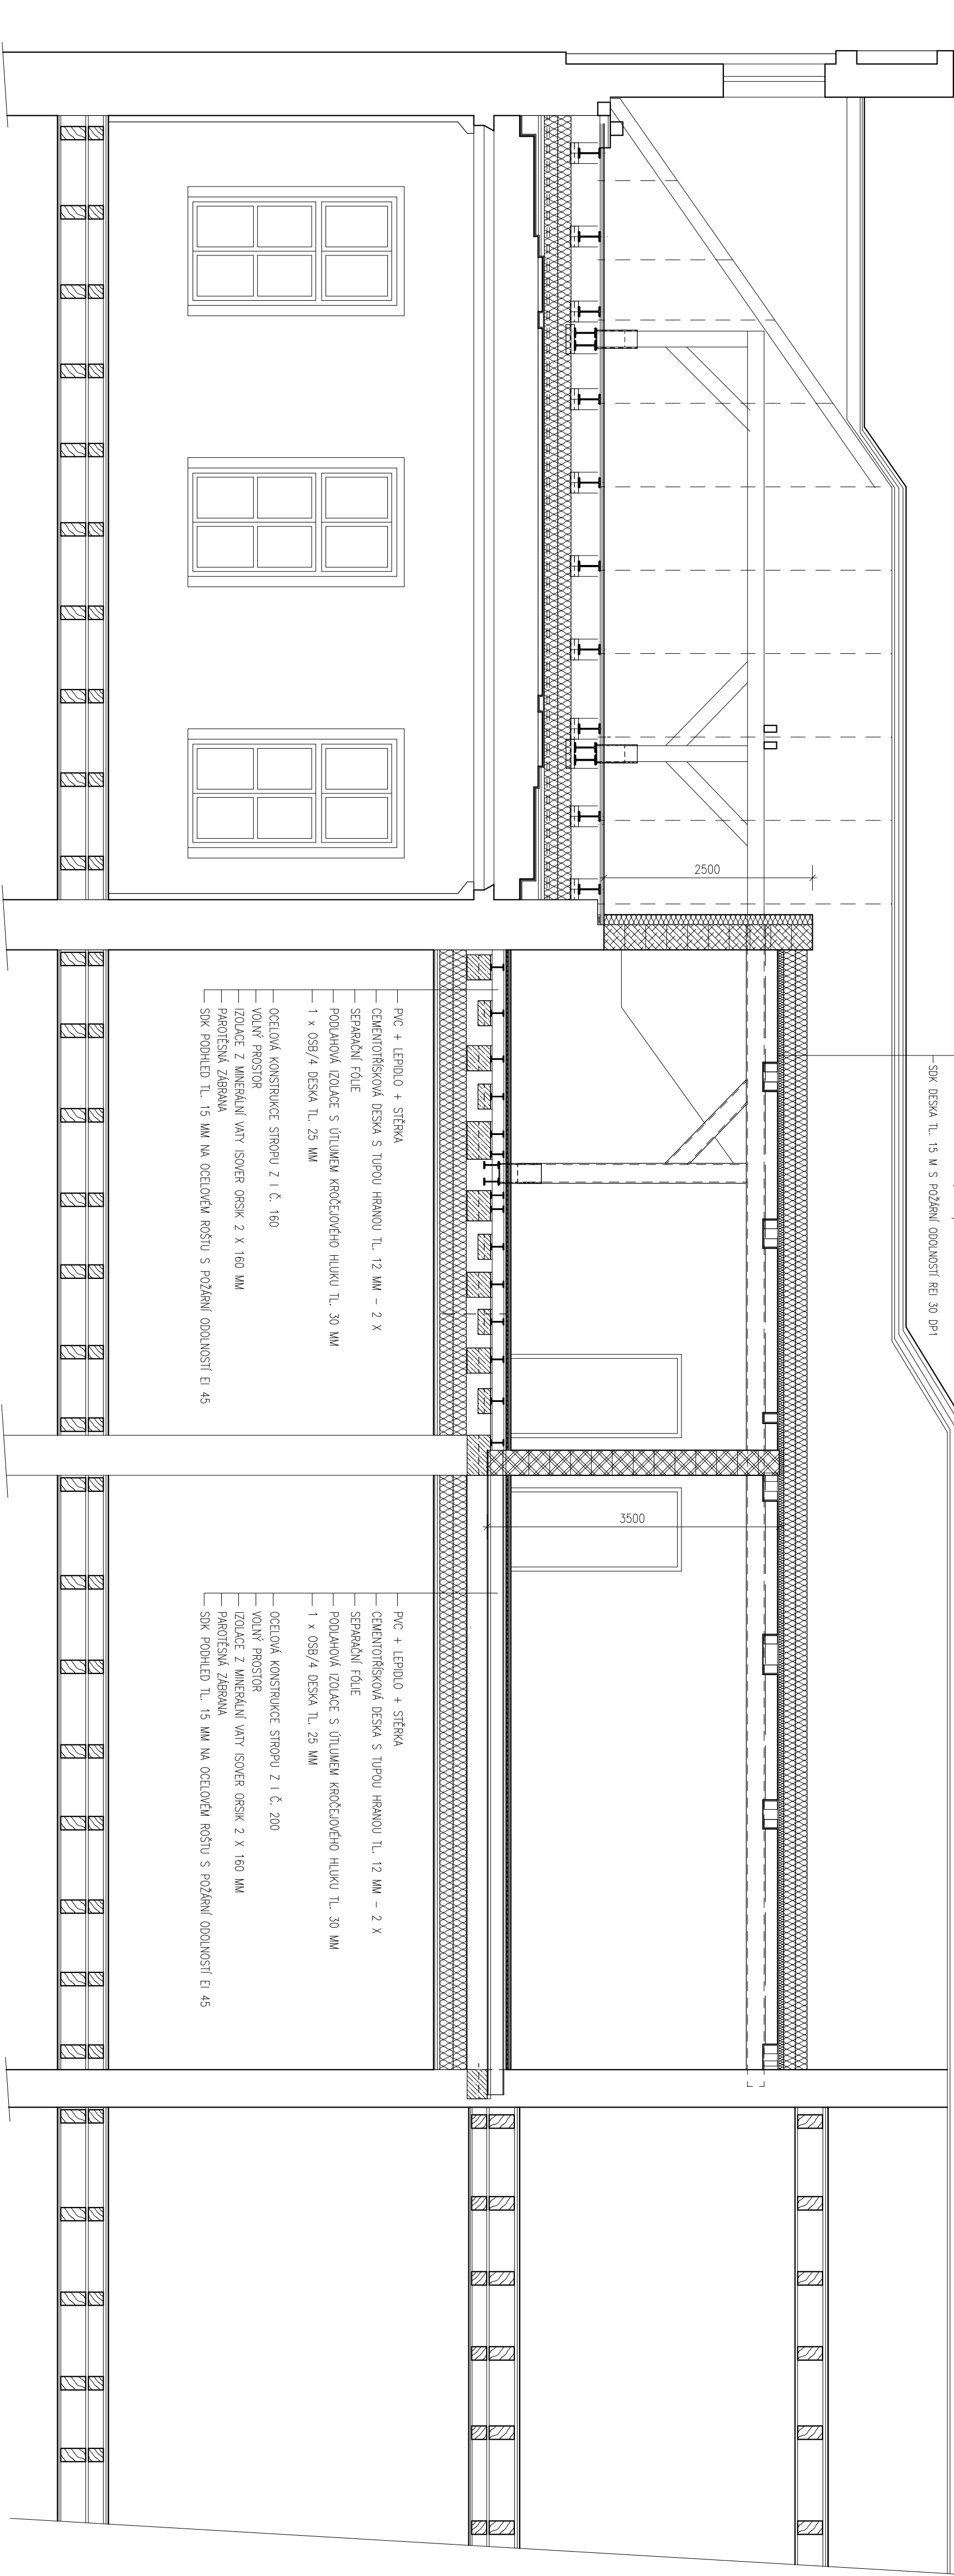 SDK DESKA TL. 15 M S POŽÁRNÍ ODOLNOSTÍ REI 30 DP1
2500
PVC + LEPIDLO + STĚRKA
CEMENTOTŘÍSKOVÁ DESKA S TUPOU HRANOU TL. 12 MM – 2 X
SEPARAČNÍ FÓLIE
PODLAHOVÁ IZOLACE S ÚTLUMEM KROČEJOVÉHO HLUKU TL. 30 MM
1 x OSB/4 DESKA TL. 25 MM
OCELOVÁ KONSTRUKCE STROPU Z I Č. 160
VOLNÝ PROSTOR
IZOLACE Z MINERÁLNÍ VATY ISOVER ORSIK 2 X 160 MM
PAROTĚSNÁ ZÁBRANA
SDK PODHLED TL. 15 MM NA OCELOVÉM ROŠTU S POŽÁRNÍ ODOLNOSTÍ EI 45
3500
PVC + LEPIDLO + STĚRKA
CEMENTOTŘÍSKOVÁ DESKA S TUPOU HRANOU TL. 12 MM – 2 X
SEPARAČNÍ FÓLIE
PODLAHOVÁ IZOLACE S ÚTLUMEM KROČEJOVÉHO HLUKU TL. 30 MM
1 x OSB/4 DESKA TL. 25 MM
OCELOVÁ KONSTRUKCE STROPU Z I Č. 200
VOLNÝ PROSTOR
IZOLACE Z MINERÁLNÍ VATY ISOVER ORSIK 2 X 160 MM
PAROTĚSNÁ ZÁBRANA
SDK PODHLED TL. 15 MM NA OCELOVÉM ROŠTU S POŽÁRNÍ ODOLNOSTÍ EI 45